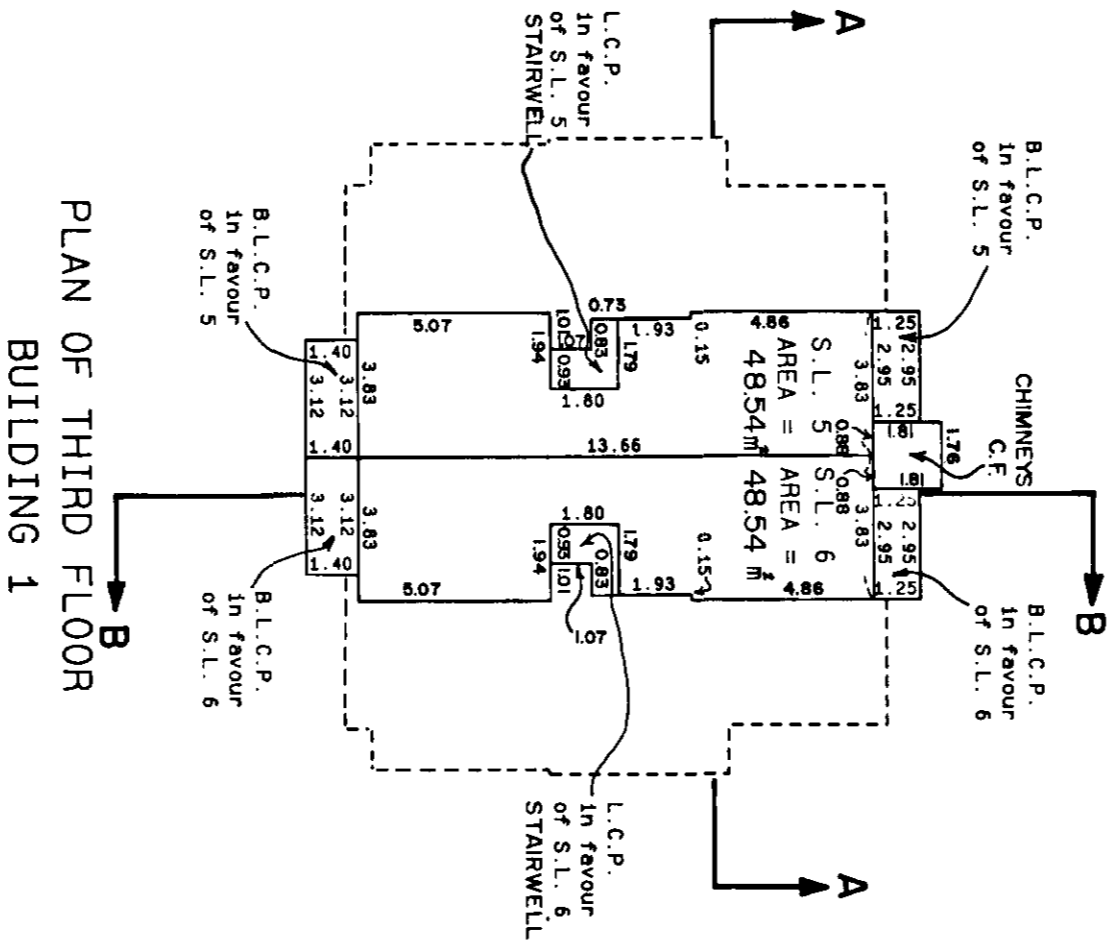 A
A
B
B
L.C.P.
in favour
of S.L. 5
STAIRWELL
B.L.C.P.
in favour
of S.L. 5
CHIMNEYS
C.F.
B.L.C.P.
in favour
of S.L. 6
B.L.C.P.
in favour
of S.L. 5
B.L.C.P.
in favour
of S.L. 6
L.C.P.
in favour
of S.L. 6
STAIRWELL
S.L. 5
AREA =
48.54 m²
S.L. 6
AREA =
48.54 m²
5.07
1.94
1.01
1.07
0.93
0.83
0.73
1.80
1.79
1.93
0.15
4.86
3.83
3.83
1.25
2.95
2.95
1.25
1.81
1.76
1.81
0.88
0.88
1.25
2.95
2.95
1.25
13.66
1.40
3.12
3.12
1.40
3.12
3.12
1.40
3.83
3.83
5.07
1.94
1.80
0.93
1.01
0.83
1.79
1.07
1.93
0.15
4.86
PLAN OF THIRD FLOOR
BUILDING 1